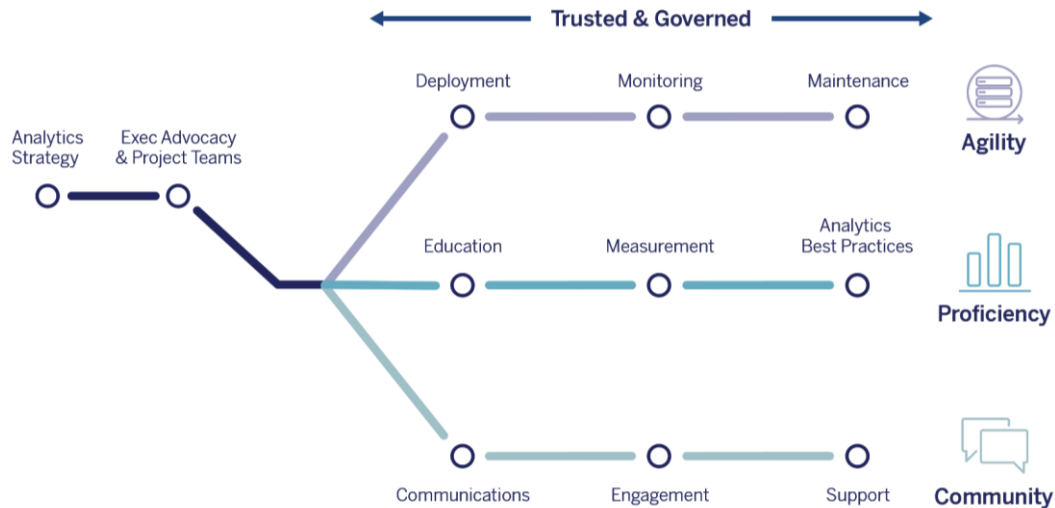 Trusted & Governed
Deployment
Monitoring
Maintenance
Agility
Analytics
Strategy
Exec Advocacy
& Project Teams
Education
Measurement
Analytics
Best Practices
Proficiency
Communications
Engagement
Support
Community